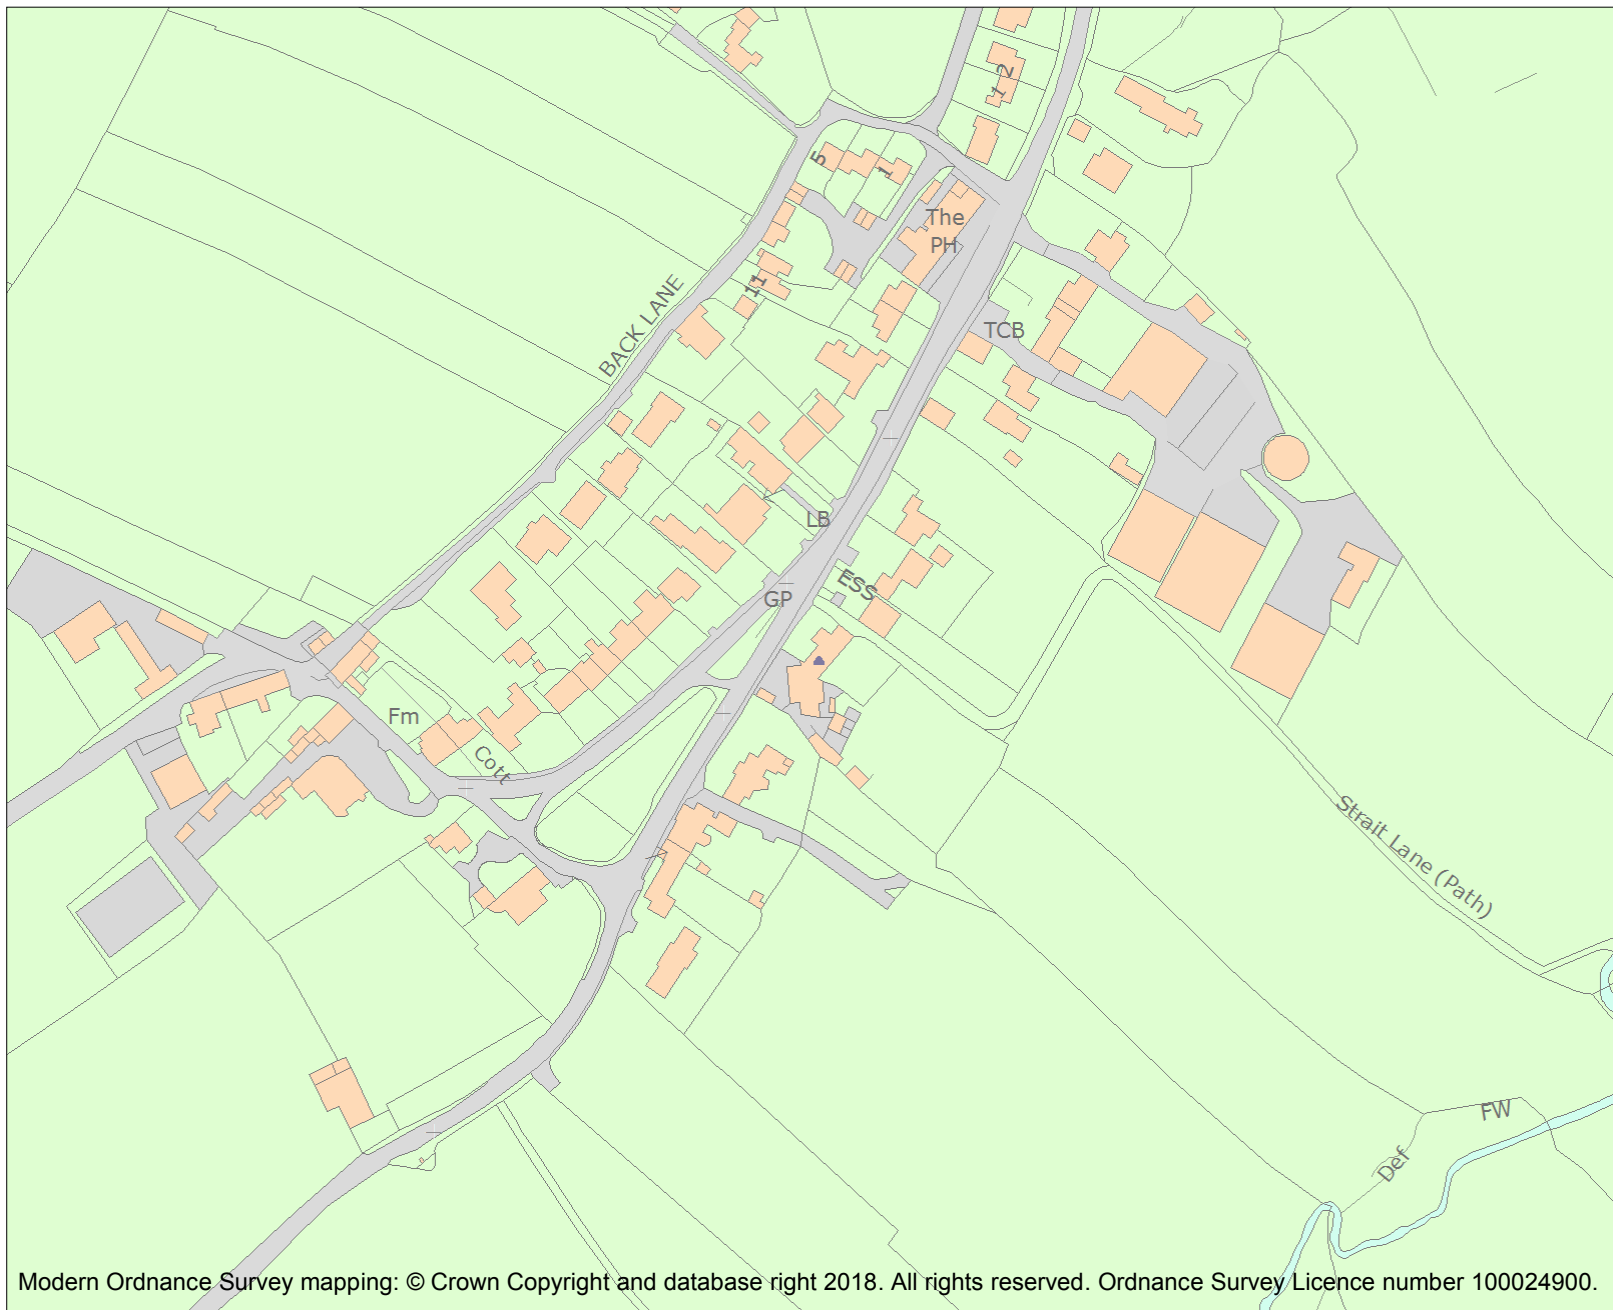 2
1
5
1
The
PH
11
BACK LANE
TCB
LB
ESS
GP
Fm
Cott
Strait Lane (Path)
FW
Def
Modern Ordnance Survey mapping: © Crown Copyright and database right 2018. All rights reserved. Ordnance Survey Licence number 100024900.